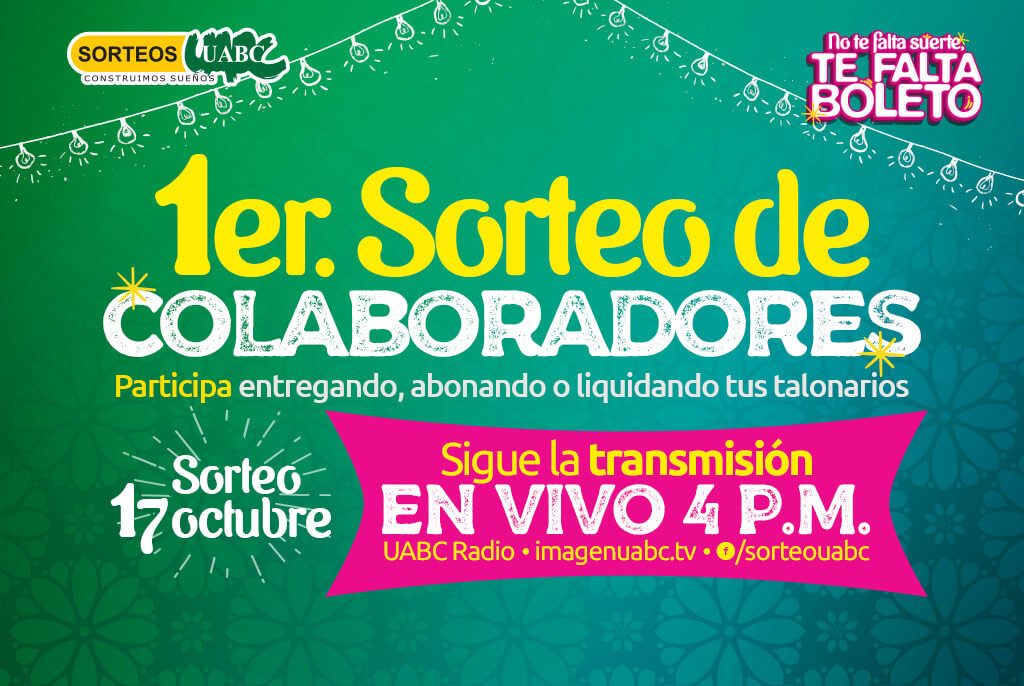 SORTEOS UABC
CONSTRUIMOS SUEÑOS
No te falta suerte,
TE FALTA
BOLETO
1er. Sorteo de
COLABORADORES
Participa entregando, abonando o liquidando tus talonarios
Sorteo
17 octubre
Sigue la transmisión
EN VIVO 4 P.M.
UABC Radio • imagenuabc.tv • f/sorteouabc